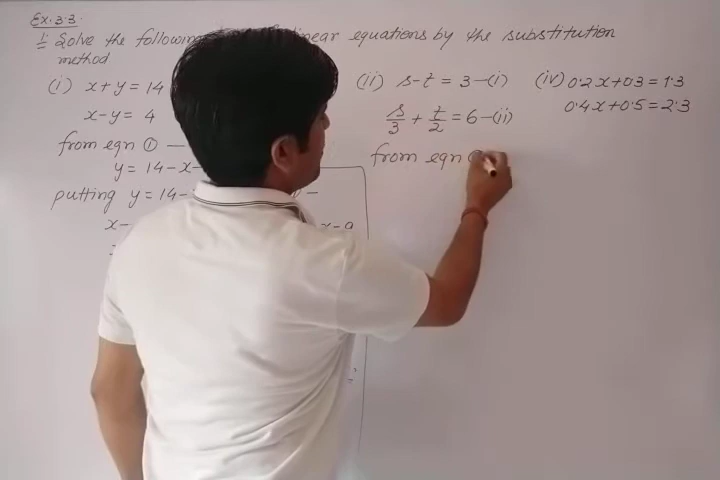 Ex. 3.3.
1. Solve the following linear equations by the substitution
method
(i) x + y = 14
x - y = 4
from eqn ① —
y = 14 - x -
putting y = 14 -
x -
x - 9
(ii) s - t = 3 - (i)
s/3 + t/2 = 6 - (ii)
from eqn
(iv) 0.2x + 0.3 = 1.3
0.4x + 0.5 = 2.3